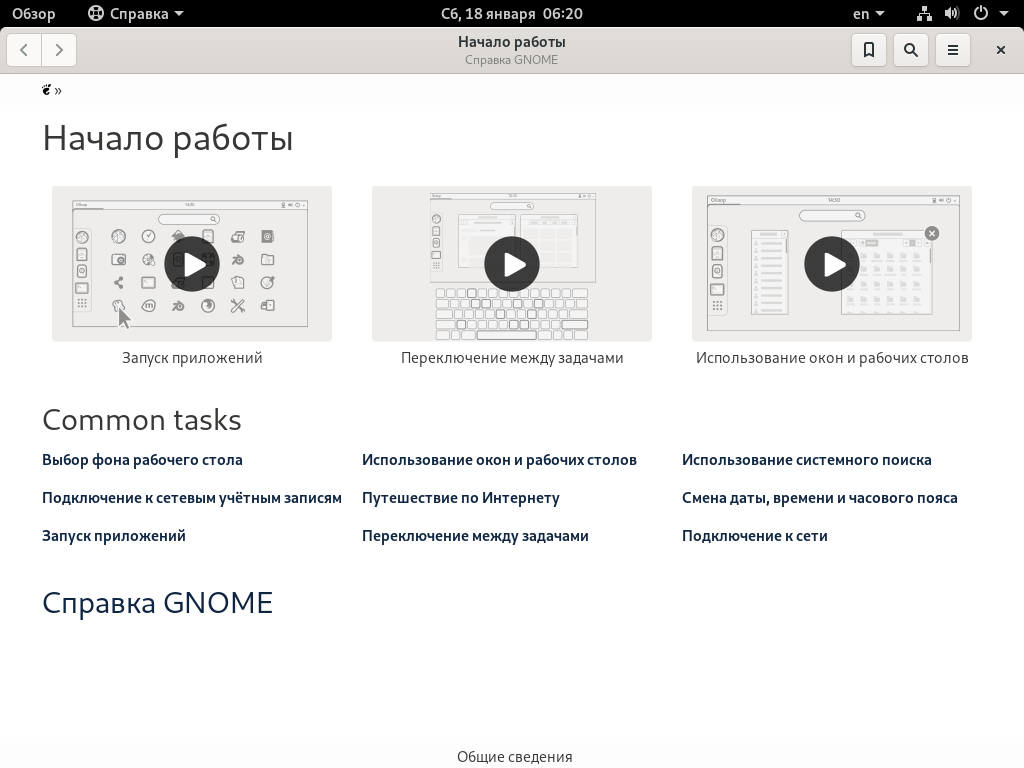 Обзор Справка Сб, 18 января 06:20 en
Начало работы
Справка GNOME
»
Начало работы
Обзор 14:30
14:30
Обзор 14:30
Запуск приложений Переключение между задачами Использование окон и рабочих столов
Common tasks
Выбор фона рабочего стола Использование окон и рабочих столов Использование системного поиска
Подключение к сетевым учётным записям Путешествие по Интернету Смена даты, времени и часового пояса
Запуск приложений Переключение между задачами Подключение к сети
Справка GNOME
Общие сведения